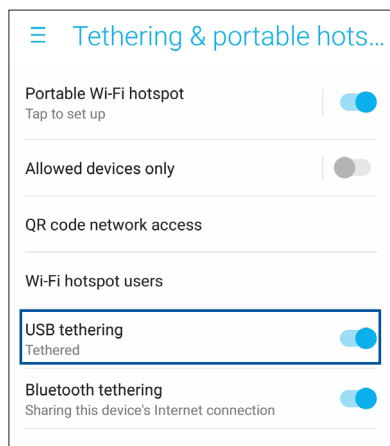 Tethering & portable hots...
Portable Wi-Fi hotspot
Tap to set up
Allowed devices only
QR code network access
Wi-Fi hotspot users
USB tethering
Tethered
Bluetooth tethering
Sharing this device's Internet connection